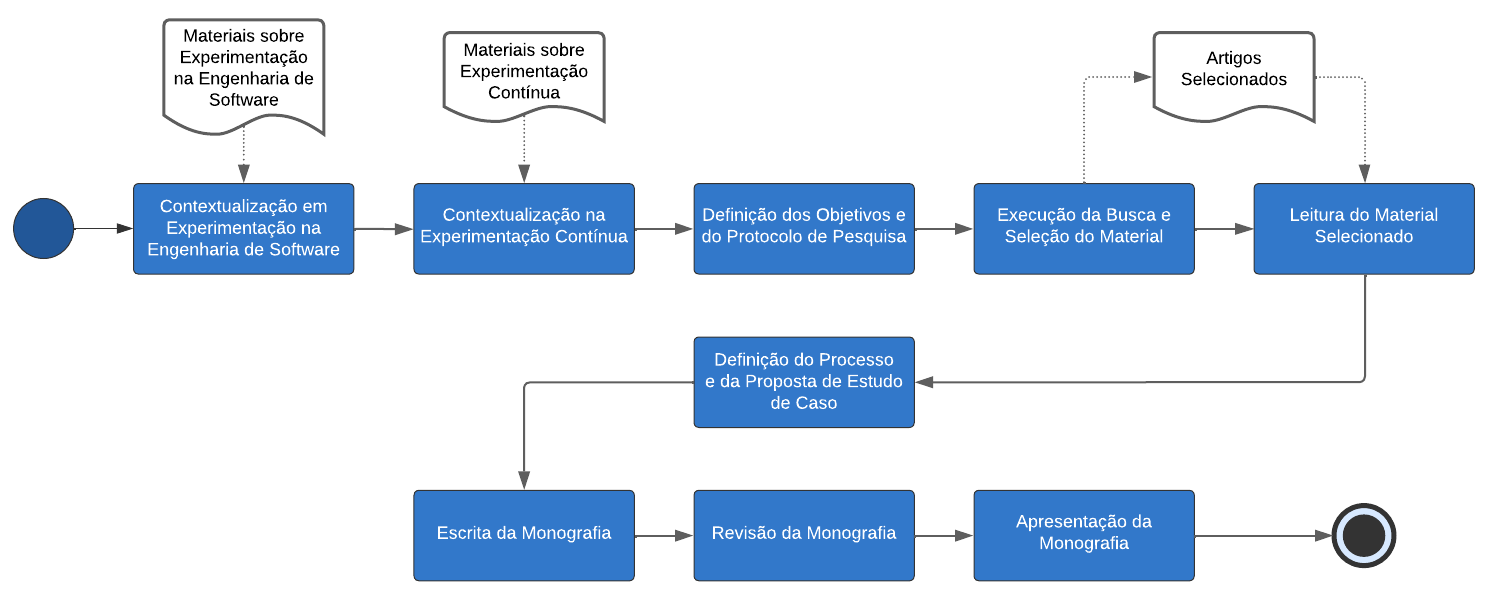 Materiais sobre
Experimentação
na Engenharia de
Software
Materiais sobre
Experimentação
Contínua
Artigos
Selecionados
Contextualização em
Experimentação na
Engenharia de Software
Contextualização na
Experimentação Contínua
Definição dos Objetivos e
do Protocolo de Pesquisa
Execução da Busca e
Seleção do Material
Leitura do Material
Selecionado
Definição do Processo
e da Proposta de Estudo
de Caso
Escrita da Monografia
Revisão da Monografia
Apresentação da
Monografia